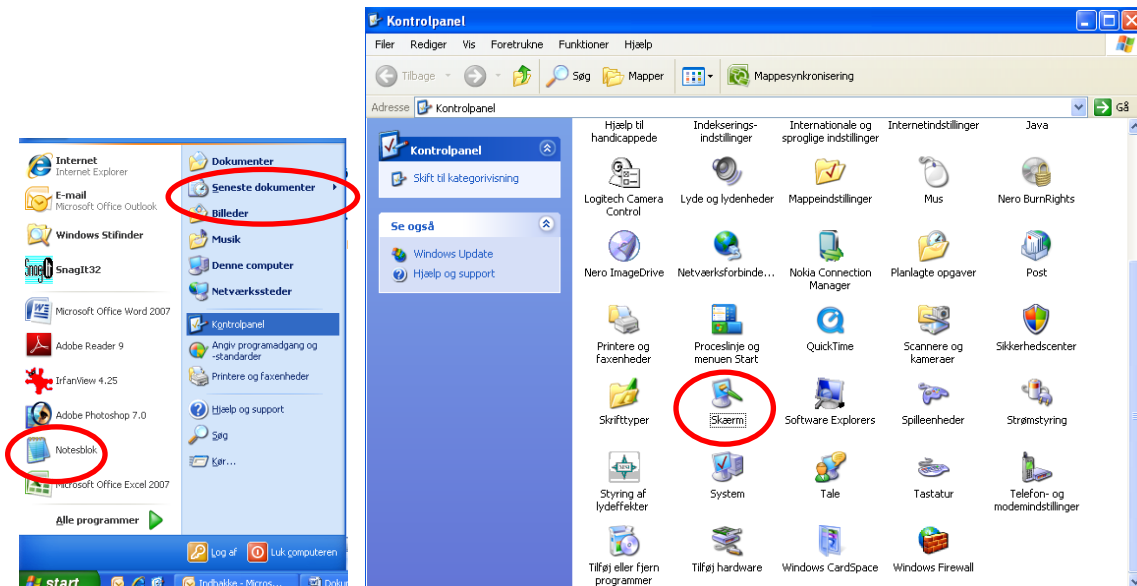 Internet
Internet Explorer
E-mail
Microsoft Office Outlook
Windows Stifinder
SnagIt32
Microsoft Office Word 2007
Adobe Reader 9
IrfanView 4.25
Adobe Photoshop 7.0
Notesblok
Microsoft Office Excel 2007
Alle programmer
Dokumenter
Seneste dokumenter
Billeder
Musik
Denne computer
Netværkssteder
Kontrolpanel
Angiv programadgang og
-standarder
Printere og faxenheder
Hjælp og support
Søg
Kør...
Log af
Luk computeren
start
Indbakke - Micros...
Kontrolpanel
Filer Rediger Vis Foretrukne Funktioner Hjælp
Tilbage Søg Mapper Mappesynkronisering
Adresse Kontrolpanel Gå
Kontrolpanel
Skift til kategorivisning
Se også
Windows Update
Hjælp og support
Hjælp til
handicappede
Indekserings-
indstillinger
Internationale og
sproglige indstillinger
Internetindstillinger
Java
Logitech Camera
Control
Lyde og lydenheder
Mappeindstillinger
Mus
Nero BurnRights
Nero ImageDrive
Netværksforbinde...
Nokia Connection
Manager
Planlagte opgaver
Post
Printere og
faxenheder
Proceslinje og
menuen Start
QuickTime
Scannere og
kameraer
Sikkerhedscenter
Skrifttyper
Skærm
Software Explorers
Spilleenheder
Strømstyring
Styring af
lydeffekter
System
Tale
Tastatur
Telefon- og
modemindstillinger
Tilføj eller fjern
programmer
Tilføj hardware
Windows CardSpace
Windows Firewall